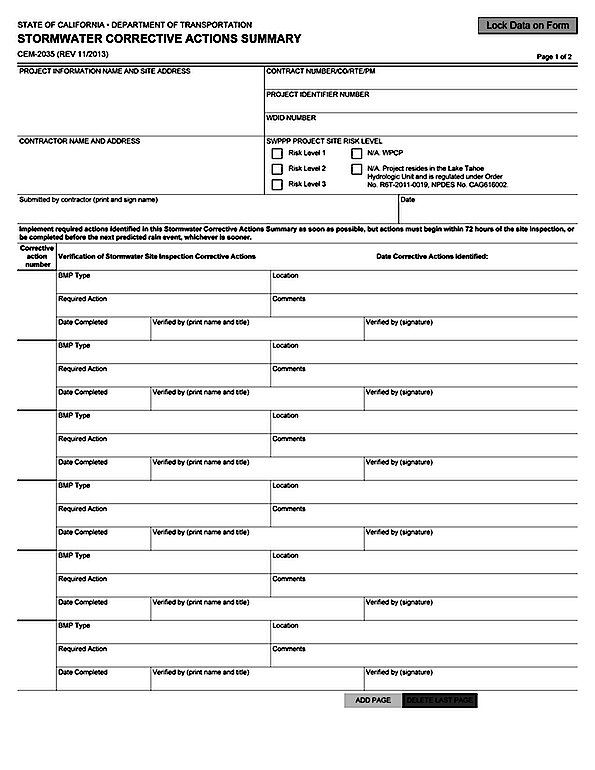 STATE OF CALIFORNIA • DEPARTMENT OF TRANSPORTATION
Lock Data on Form
STORMWATER CORRECTIVE ACTIONS SUMMARY
CEM-2035 (REV 11/2013)
Page 1 of 2
PROJECT INFORMATION NAME AND SITE ADDRESS
CONTRACT NUMBER/CO/RTE/PM
PROJECT IDENTIFIER NUMBER
WDID NUMBER
CONTRACTOR NAME AND ADDRESS
SWPPP PROJECT SITE RISK LEVEL
Risk Level 1
N/A. WPCP
Risk Level 2
N/A. Project resides in the Lake Tahoe
Hydrologic Unit and is regulated under Order
Risk Level 3
No. R6T-2011-0019, NPDES No. CAG616002.
Submitted by contractor (print and sign name)
Date
Implement required actions identified in this Stormwater Corrective Actions Summary as soon as possible, but actions must begin within 72 hours of the site inspection, or
be completed before the next predicted rain event, whichever is sooner.
Corrective
action
number
Verification of Stormwater Site Inspection Corrective Actions
Date Corrective Actions Identified:
BMP Type
Location
Required Action
Comments
Date Completed
Verified by (print name and title)
Verified by (signature)
BMP Type
Location
Required Action
Comments
Date Completed
Verified by (print name and title)
Verified by (signature)
BMP Type
Location
Required Action
Comments
Date Completed
Verified by (print name and title)
Verified by (signature)
BMP Type
Location
Required Action
Comments
Date Completed
Verified by (print name and title)
Verified by (signature)
BMP Type
Location
Required Action
Comments
Date Completed
Verified by (print name and title)
Verified by (signature)
BMP Type
Location
Required Action
Comments
Date Completed
Verified by (print name and title)
Verified by (signature)
ADD PAGE
DELETE LAST PAGE